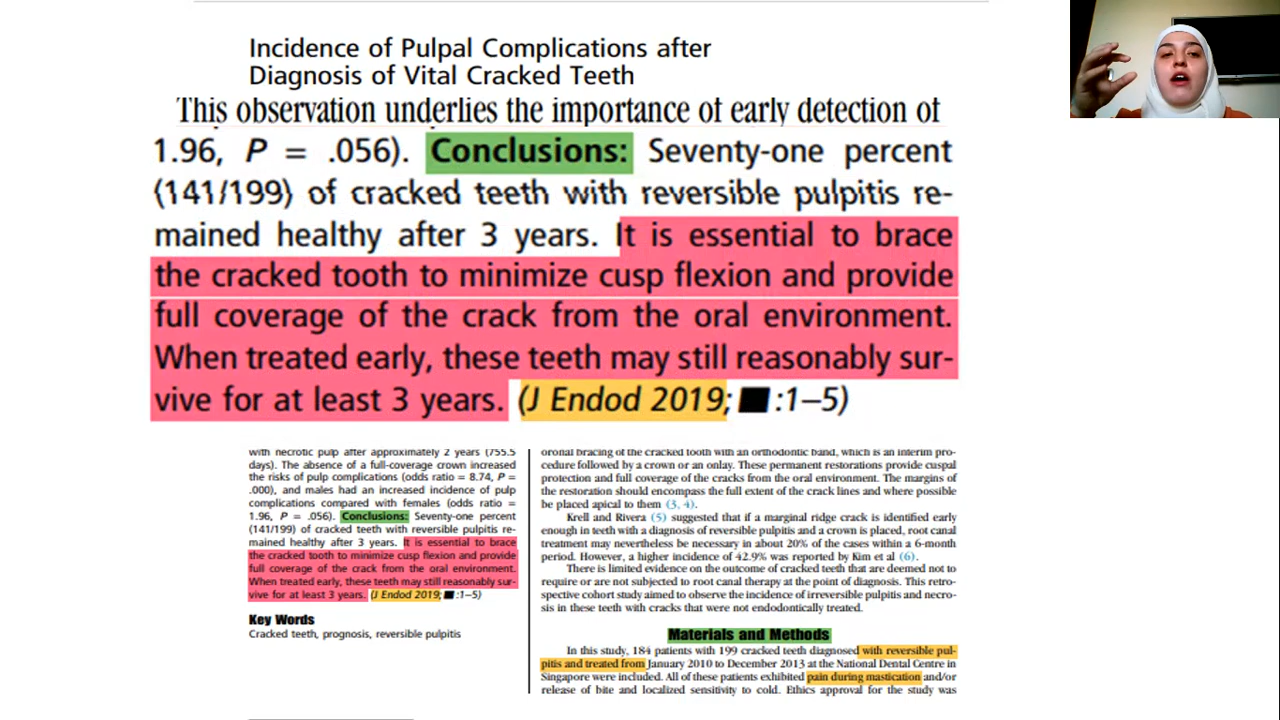 Incidence of Pulpal Complications after
Diagnosis of Vital Cracked Teeth
This observation underlies the importance of early detection of
1.96, P = .056). Conclusions: Seventy-one percent
(141/199) of cracked teeth with reversible pulpitis re-
mained healthy after 3 years. It is essential to brace
the cracked tooth to minimize cusp flexion and provide
full coverage of the crack from the oral environment.
When treated early, these teeth may still reasonably sur-
vive for at least 3 years. (J Endod 2019; ■:1–5)
with necrotic pulp after approximately 2 years (755.5
days). The absence of a full-coverage crown increased
the risks of pulp complications (odds ratio = 8.74, P =
.000), and males had an increased incidence of pulp
complications compared with females (odds ratio =
1.96, P = .056). Conclusions: Seventy-one percent
(141/199) of cracked teeth with reversible pulpitis re-
mained healthy after 3 years. It is essential to brace
the cracked tooth to minimize cusp flexion and provide
full coverage of the crack from the oral environment.
When treated early, these teeth may still reasonably sur-
vive for at least 3 years. (J Endod 2019; ■:1–5)
Key Words
Cracked teeth, prognosis, reversible pulpitis
oronal bracing of the cracked tooth with an orthodontic band, which is an interim pro-
cedure followed by a crown or an onlay. These permanent restorations provide cuspal
protection and full coverage of the cracks from the oral environment. The margins of
the restoration should encompass the full extent of the crack lines and where possible
be placed apical to them (3, 4).
Krell and Rivera (5) suggested that if a marginal ridge crack is identified early
enough in teeth with a diagnosis of reversible pulpitis and a crown is placed, root canal
treatment may nevertheless be necessary in about 20% of the cases within a 6-month
period. However, a higher incidence of 42.9% was reported by Kim et al (6).
There is limited evidence on the outcome of cracked teeth that are deemed not to
require or are not subjected to root canal therapy at the point of diagnosis. This retro-
spective cohort study aimed to observe the incidence of irreversible pulpitis and necro-
sis in these teeth with cracks that were not endodontically treated.
Materials and Methods
In this study, 184 patients with 199 cracked teeth diagnosed with reversible pul-
pitis and treated from January 2010 to December 2013 at the National Dental Centre in
Singapore were included. All of these patients exhibited pain during mastication and/or
release of bite and localized sensitivity to cold. Ethics approval for the study was